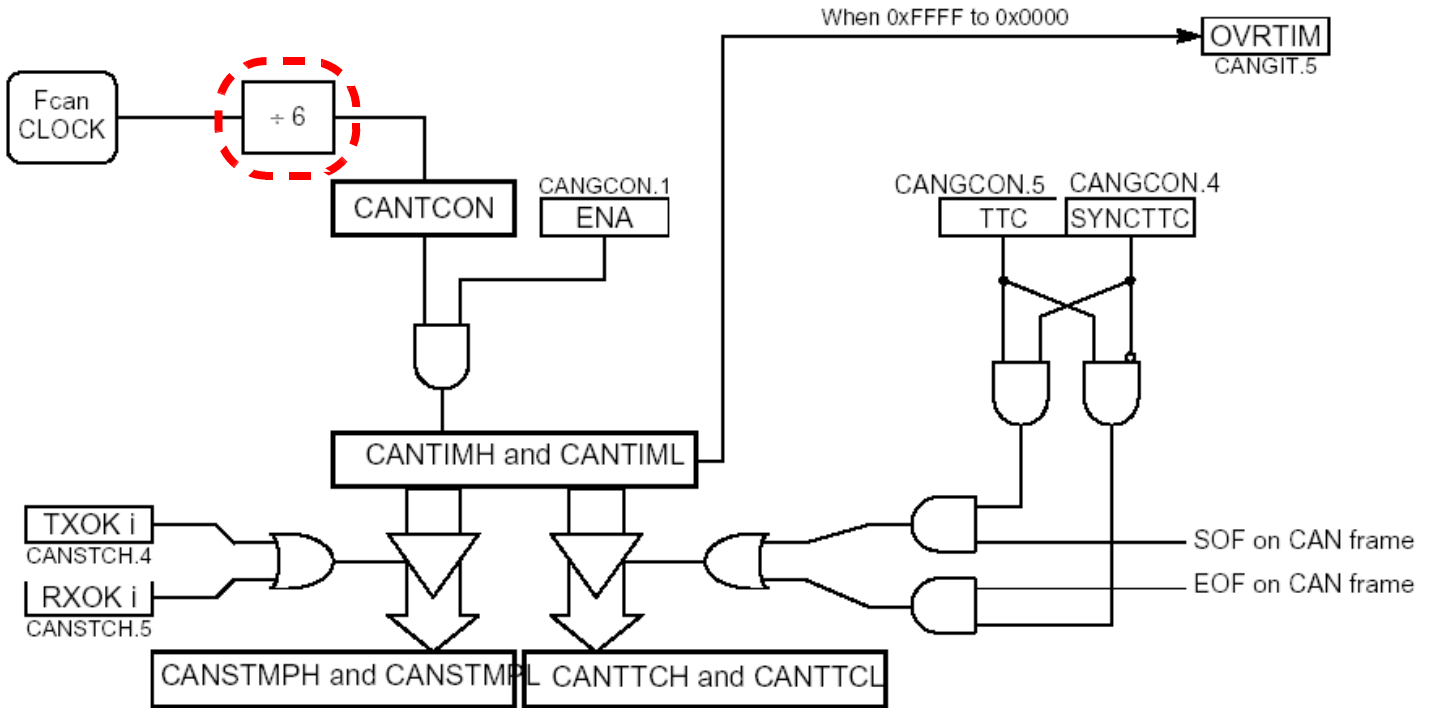 When 0xFFFF to 0x0000
OVRTIM
CANGIT.5
Fcan
CLOCK
÷ 6
CANTCON
CANGCON.1
ENA
CANGCON.5
CANGCON.4
TTC
SYNCTTC
CANTIMH and CANTIML
TXOK i
CANSTCH.4
RXOK i
CANSTCH.5
SOF on CAN frame
EOF on CAN frame
CANSTMPH and CANSTMPL
CANTTCH and CANTTCL